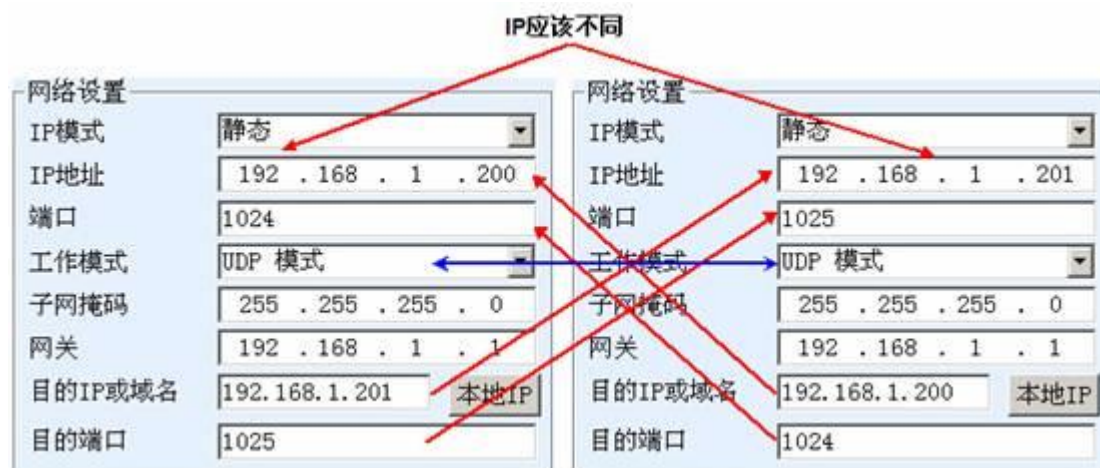 IP应该不同
网络设置
IP模式 静态
IP地址 192 . 168 . 1 . 200
端口 1024
工作模式 UDP 模式
子网掩码 255 . 255 . 255 . 0
网关 192 . 168 . 1 . 1
目的IP或域名 192.168.1.201 本地IP
目的端口 1025
网络设置
IP模式 静态
IP地址 192 . 168 . 1 . 201
端口 1025
工作模式 UDP 模式
子网掩码 255 . 255 . 255 . 0
网关 192 . 168 . 1 . 1
目的IP或域名 192.168.1.200 本地IP
目的端口 1024